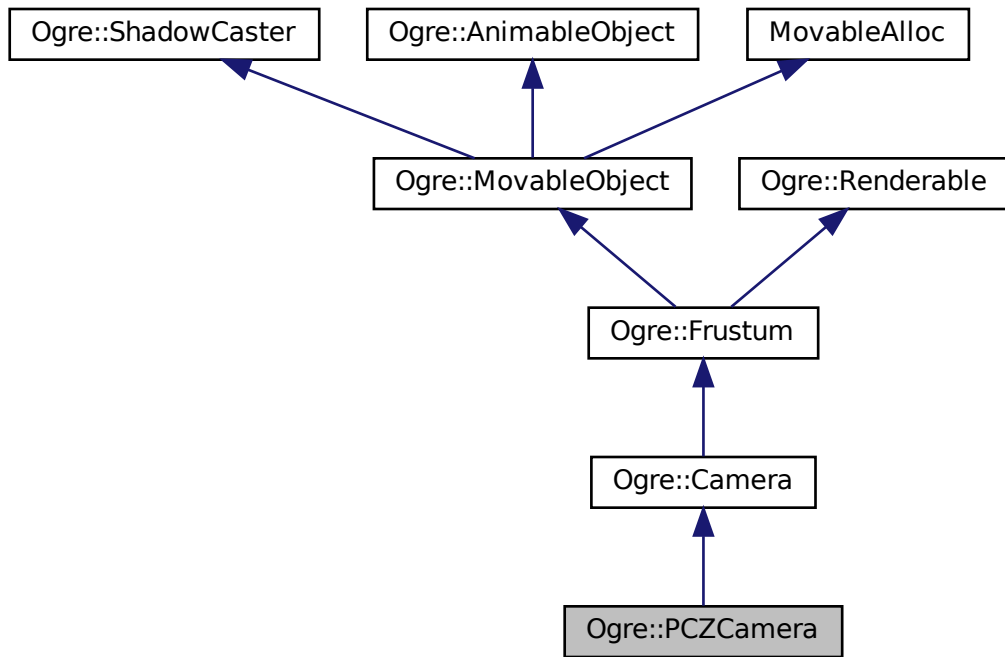 Ogre::ShadowCaster
Ogre::AnimableObject
MovableAlloc
Ogre::MovableObject
Ogre::Renderable
Ogre::Frustum
Ogre::Camera
Ogre::PCZCamera